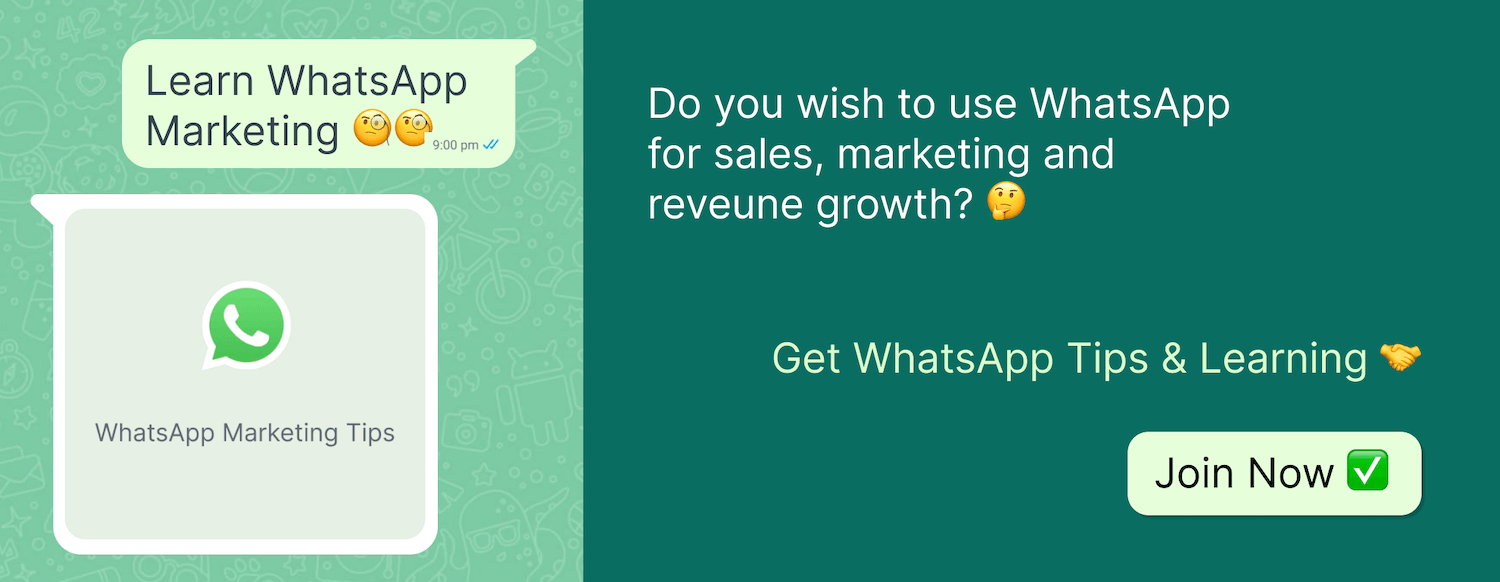 Learn WhatsApp
Marketing 🧐🧐
9:00 pm
WhatsApp Marketing Tips
Do you wish to use WhatsApp
for sales, marketing and
reveune growth? 🤔
Get WhatsApp Tips & Learning 🤝
Join Now ✅